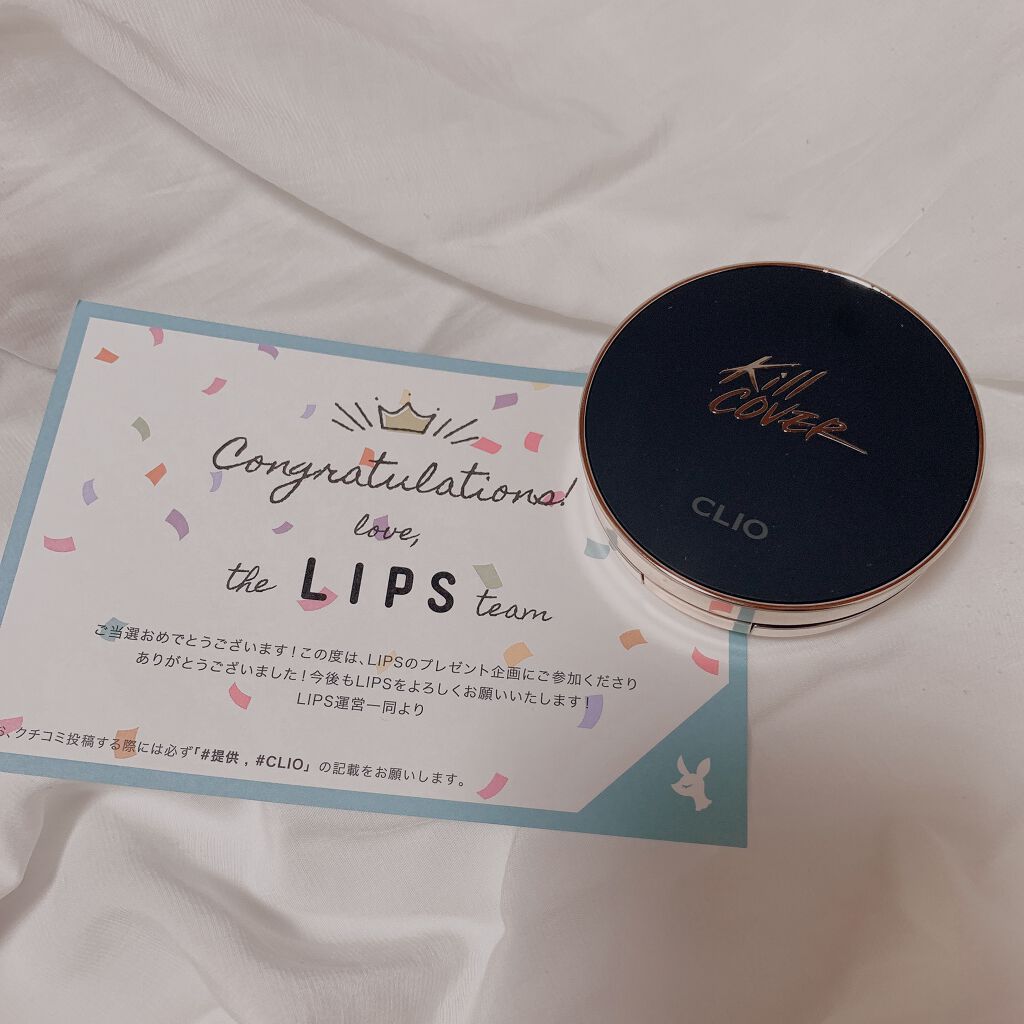 Congratulations!
love,
the LIPS team
ご当選おめでとうございます！この度は、LIPSのプレゼント企画にご参加くださり
ありがとうございました！今後もLIPSをよろしくお願いいたします！
LIPS運営一同より
、クチコミ投稿する際には必ず「#提供 , #CLIO」の記載をお願いします。
Kill
COVER
CLIO